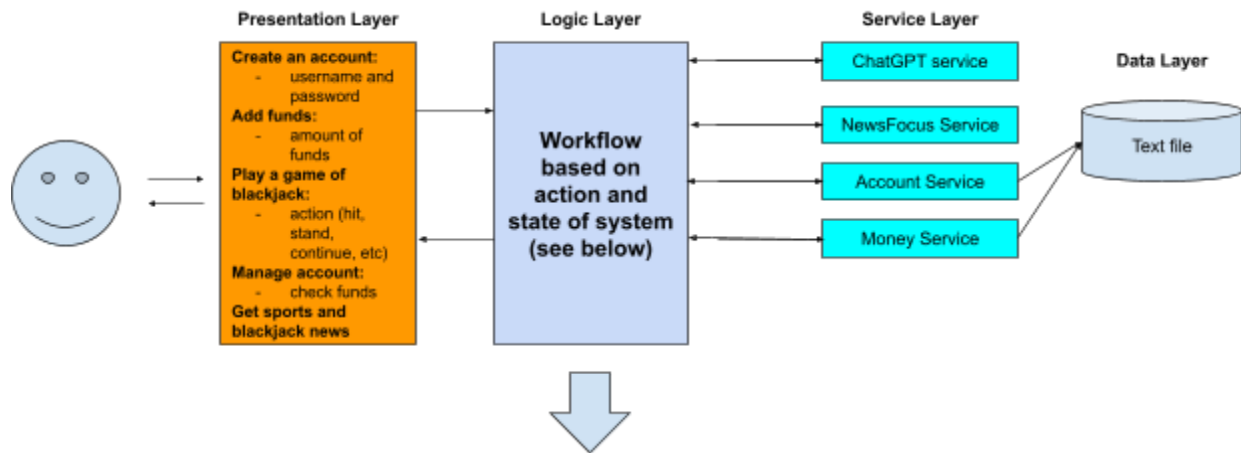 Presentation Layer
Logic Layer
Service Layer
Data Layer
Create an account:
- username and
password
Add funds:
- amount of
funds
Play a game of
blackjack:
- action (hit,
stand,
continue, etc)
Manage account:
- check funds
Get sports and
blackjack news
Workflow
based on
action and
state of system
(see below)
ChatGPT service
NewsFocus Service
Account Service
Money Service
Text file